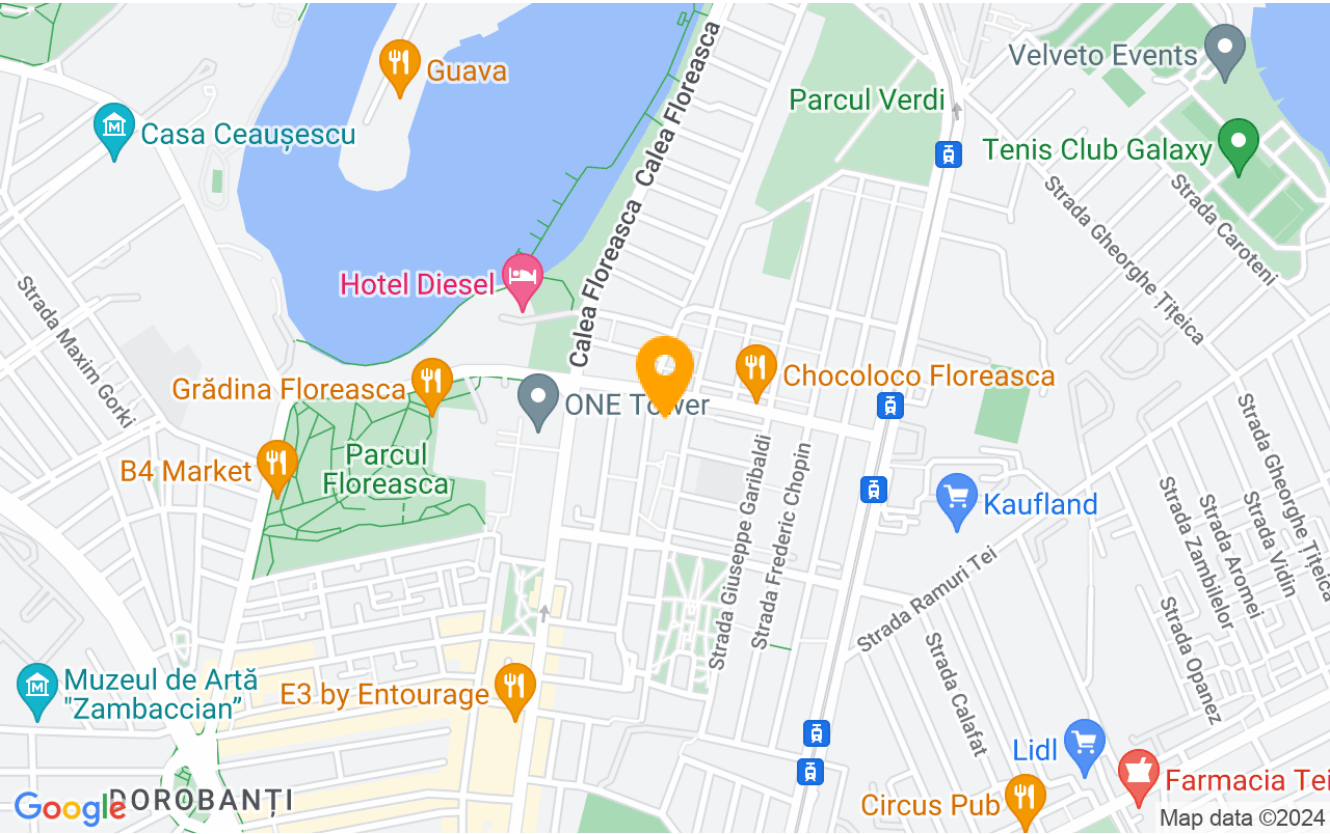 Guava
Velveto Events
Parcul Verdi
Casa Ceaușescu
Tenis Club Galaxy
Calea Floreasca
Calea Floreasca
Calea Floreasca
Strada Gheorghe Țițeica
Strada Caroteni
Hotel Diesel
Strada Maxim Gorki
Grădina Floreasca
ONE Tower
Chocoloco Floreasca
Parcul
Floreasca
B4 Market
Kaufland
Strada Giuseppe Garibaldi
Strada Frederic Chopin
Strada Ramuri Tei
Strada Zambilelor
Strada Aromei
Strada Vidin
Strada Gheorghe Țițeica
Strada Opanez
Strada Calafat
Muzeul de Artă
"Zambaccian”
E3 by Entourage
Lidl
Farmacia Tei
Circus Pub
Google
DOROBANȚI
Map data ©2024